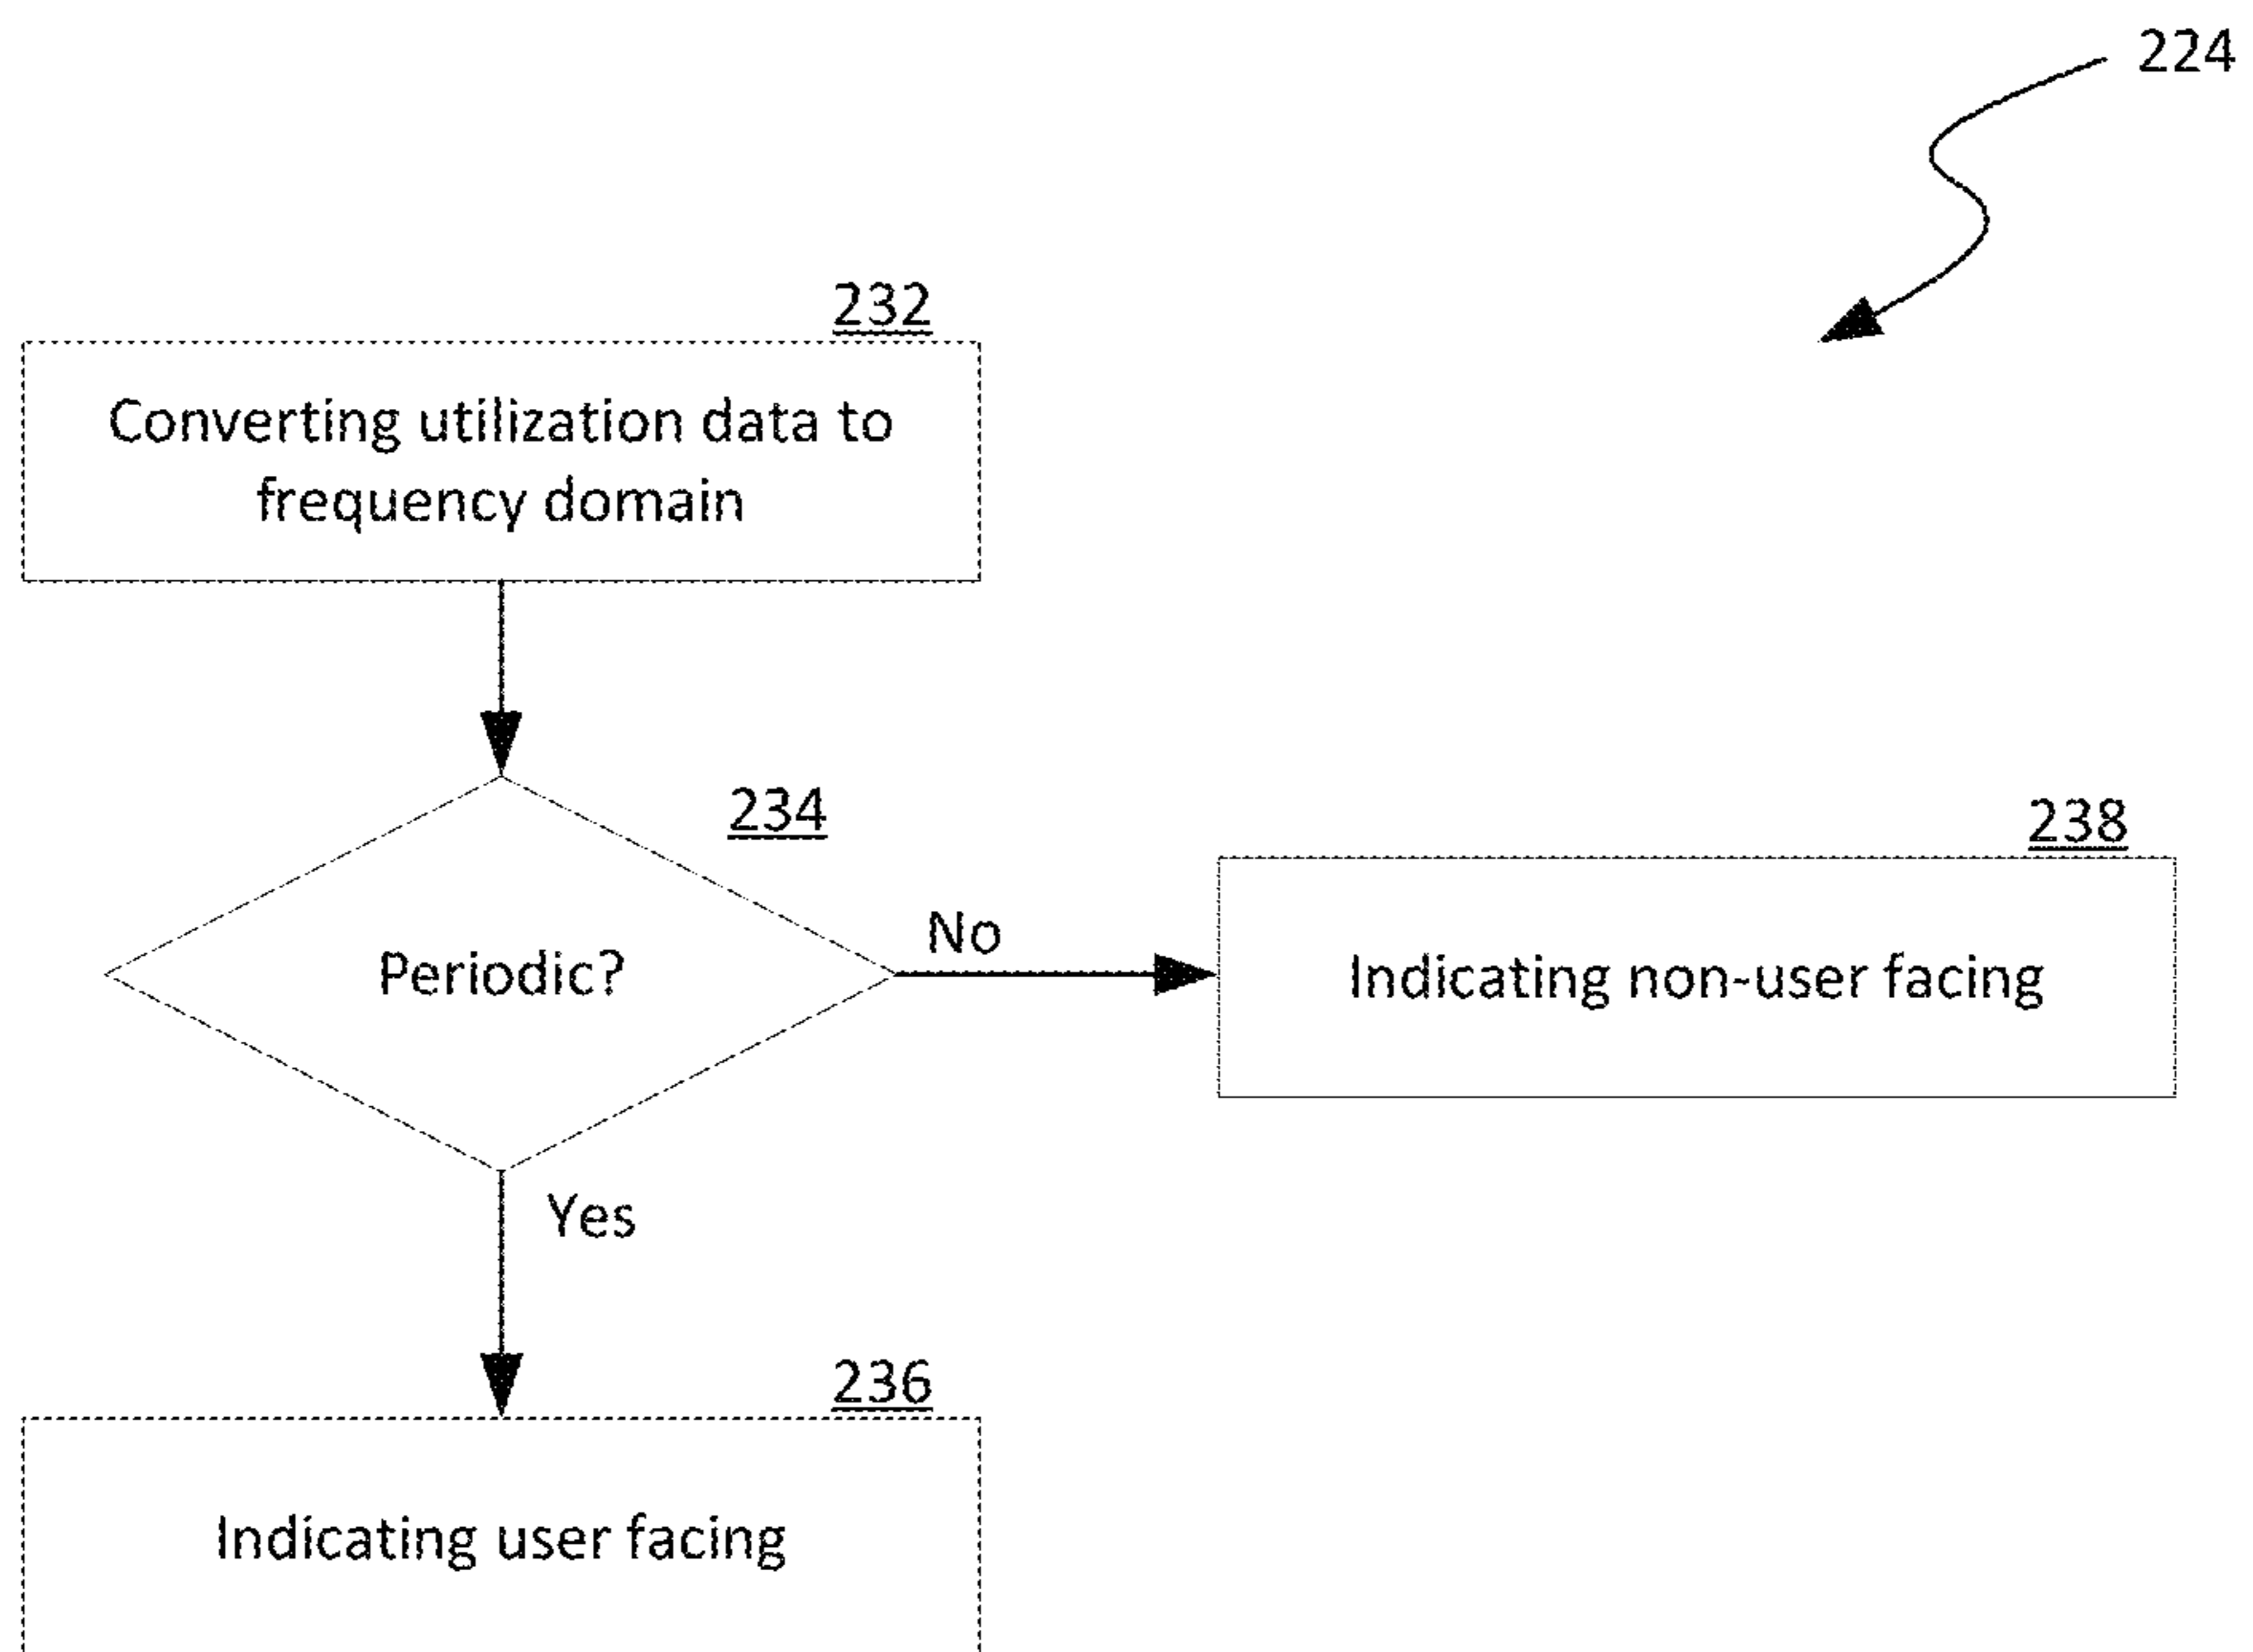 224
232
Converting utilization data to
frequency domain
234
Periodic?
No
238
Indicating non-user facing
Yes
236
Indicating user facing